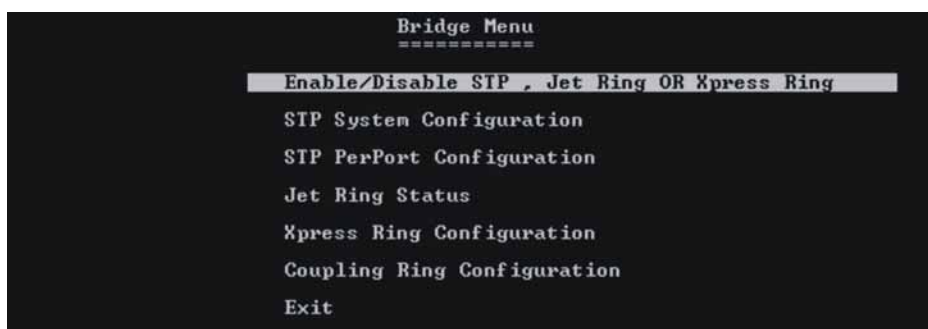 Bridge Menu
===========
Enable/Disable STP , Jet Ring OR Xpress Ring
STP System Configuration
STP PerPort Configuration
Jet Ring Status
Xpress Ring Configuration
Coupling Ring Configuration
Exit